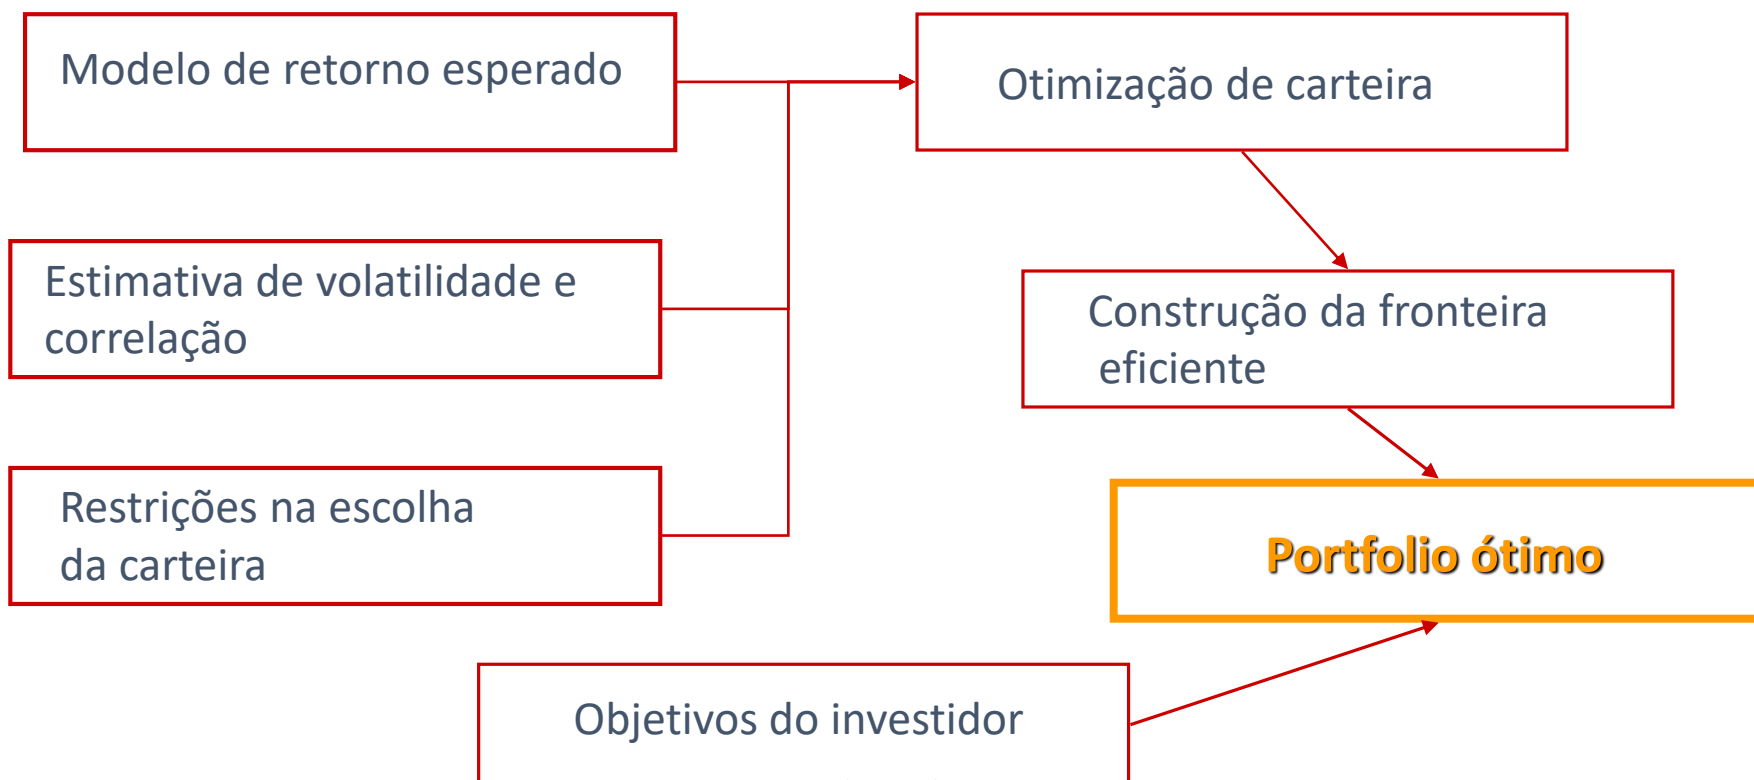 Modelo de retorno esperado
Otimização de carteira
Estimativa de volatilidade e
correlação
Construção da fronteira
eficiente
Restrições na escolha
da carteira
Portfolio ótimo
Objetivos do investidor